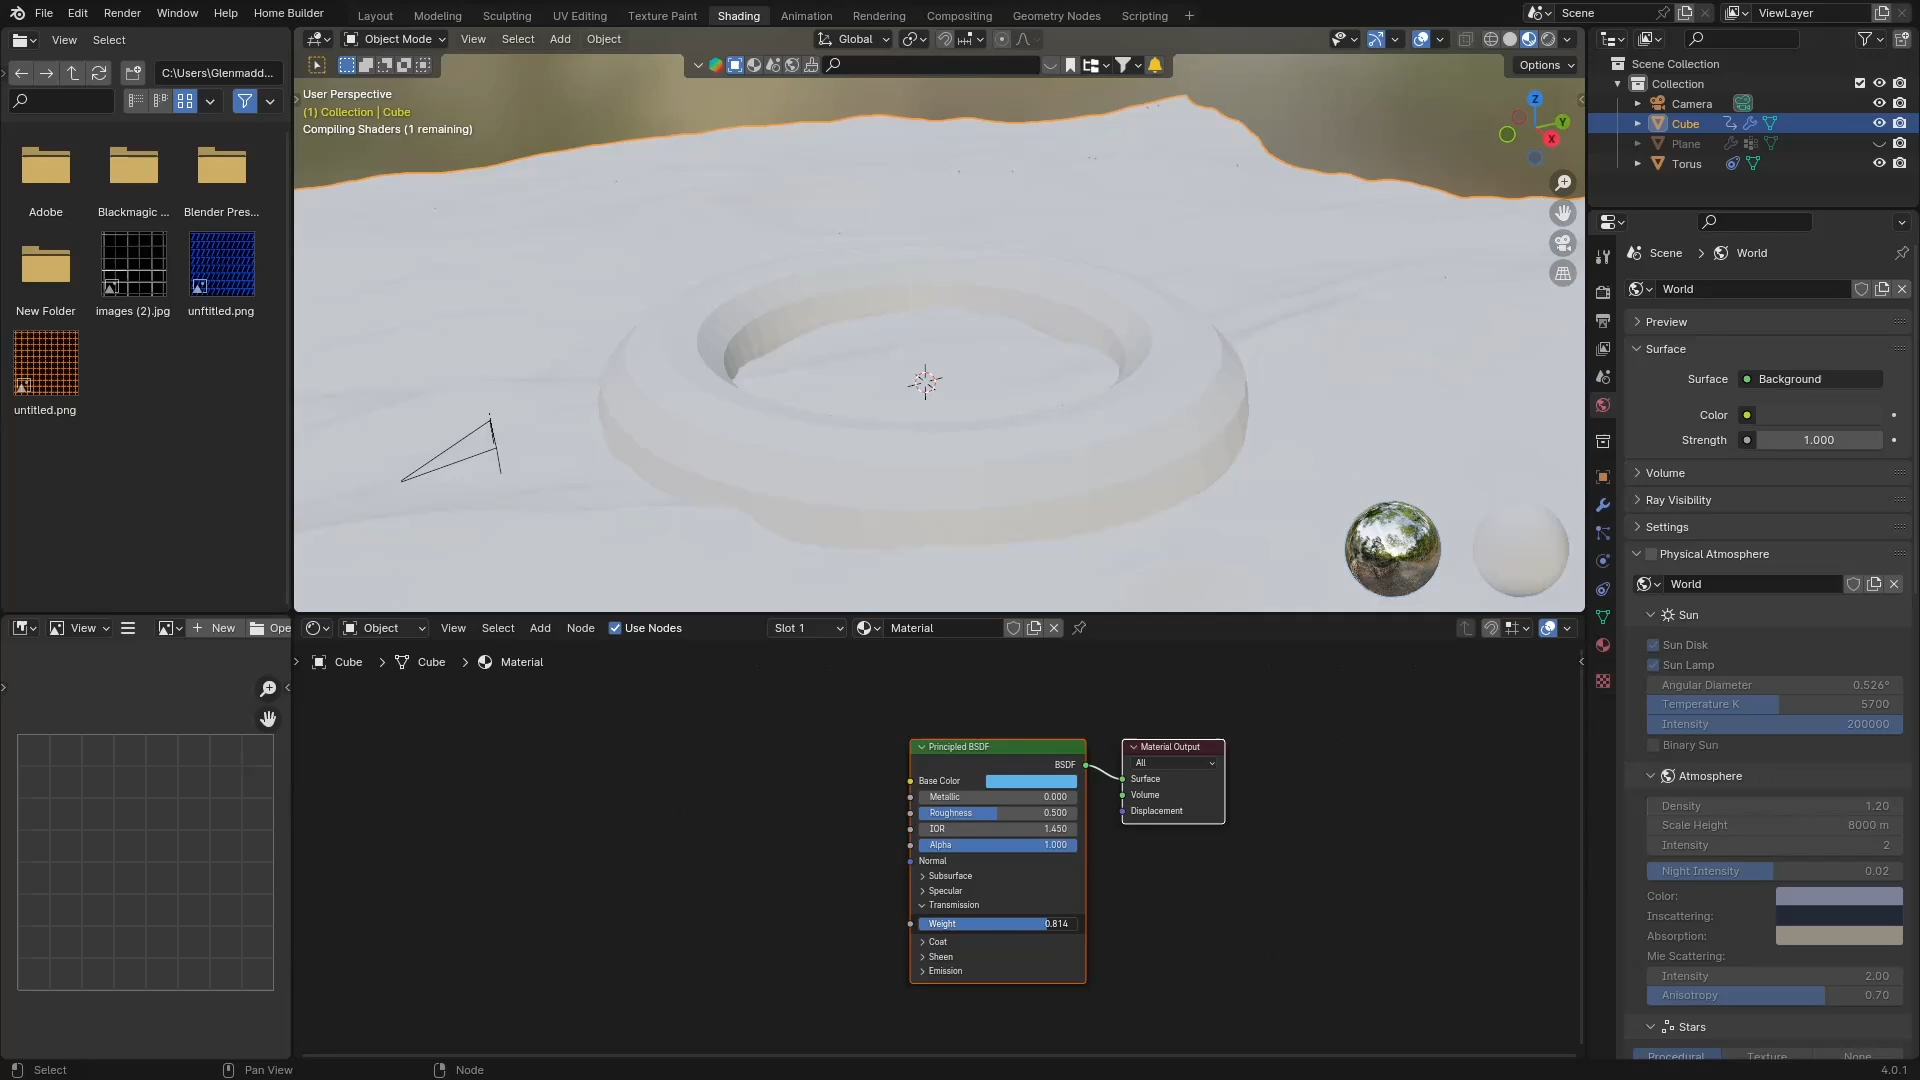 File Edit Render Window Help Home Builder
Layout Modeling Sculpting UV Editing Texture Paint Shading Animation Rendering Compositing Geometry Nodes Scripting +
Scene
ViewLayer
View Select
C:\Users\Glenmadd...
Object Mode View Select Add Object
Global
Options
User Perspective
(1) Collection | Cube
Compiling Shaders (1 remaining)
Z
Y
X
Adobe
Blackmagic ...
Blender Pres...
New Folder
images (2).jpg
unftitled.png
untitled.png
Scene Collection
Collection
Camera
Cube
Plane
Torus
Scene > World
World
Preview
Surface
Surface Background
Color
Strength 1.000
Volume
Ray Visibility
Settings
Physical Atmosphere
World
Sun
Sun Disk
Sun Lamp
Angular Diameter 0.526°
Temperature K 5700
Intensity 200000
Binary Sun
Atmosphere
Density 1.20
Scale Height 8000 m
Intensity 2
Night Intensity 0.02
Color:
Inscattering:
Absorption:
Mie Scattering:
Intensity 2.00
Anisotropy 0.70
Stars
Procedural Texture None
View + New Ope
Object View Select Add Node Use Nodes Slot 1 Material
Cube > Cube > Material
Principled BSDF
BSDF
Base Color
Metallic 0.000
Roughness 0.500
IOR 1.450
Alpha 1.000
Normal
Subsurface
Specular
Transmission
Weight 0.814
Coat
Sheen
Emission
Material Output
All
Surface
Volume
Displacement
Select Pan View Node 4.0.1